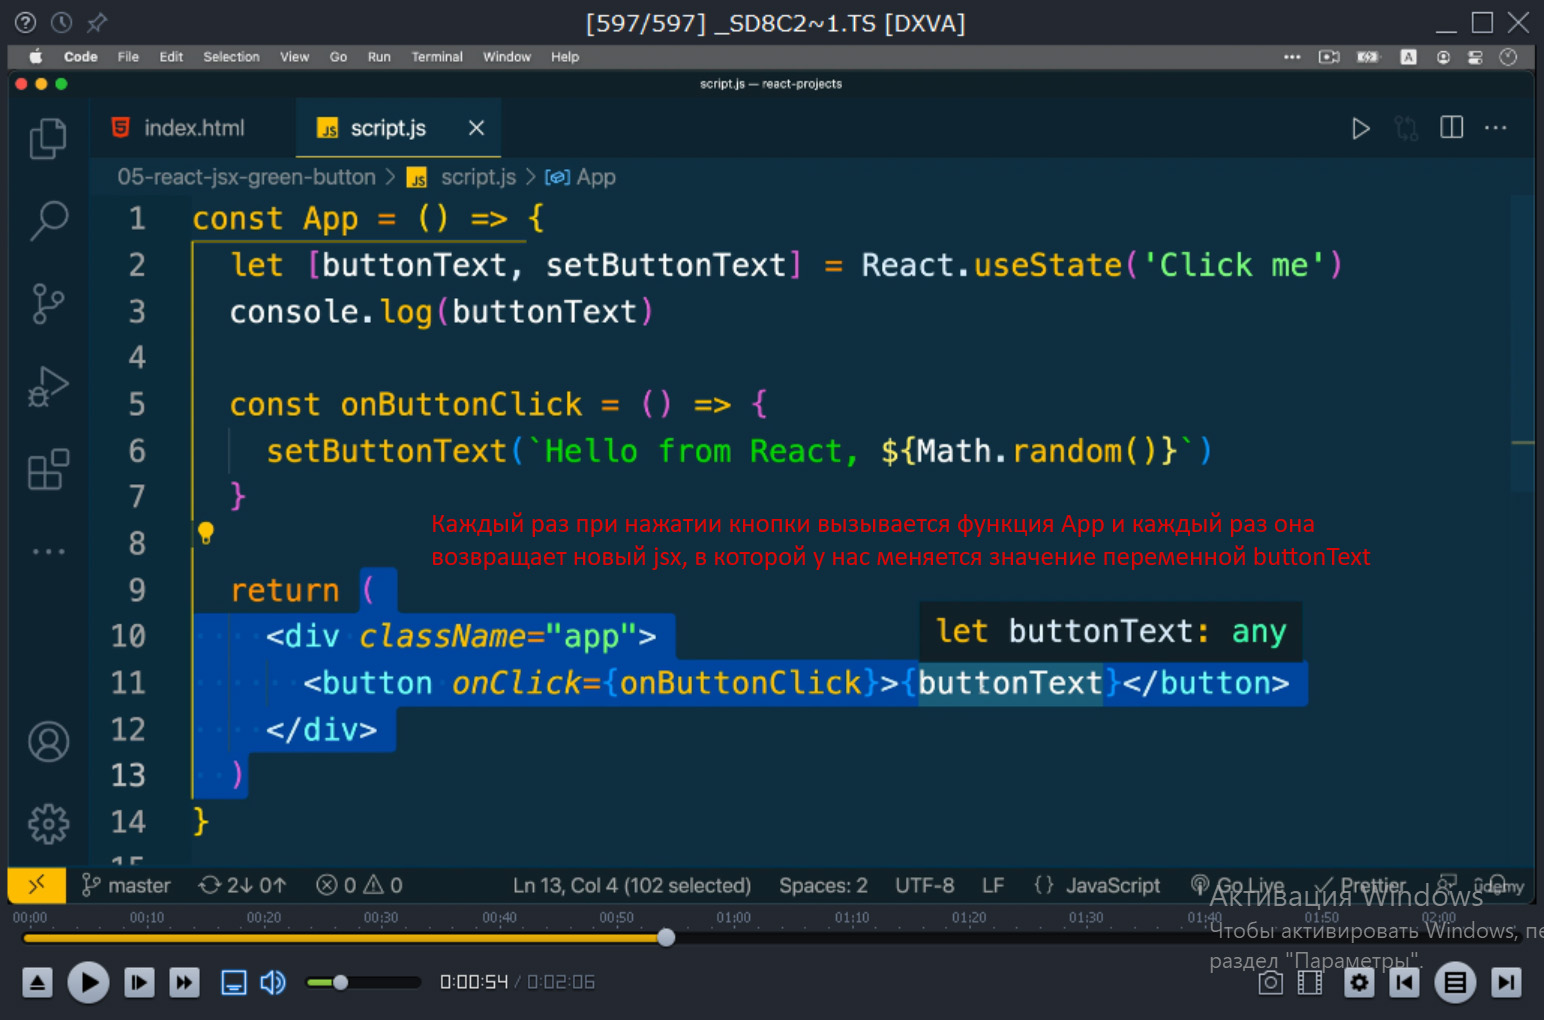 [597/597] _SD8C2~1.TS [DXVA]
Code File Edit Selection View Go Run Terminal Window Help
script.js — react-projects
index.html
JS script.js
05-react-jsx-green-button > JS script.js > App
1 const App = () => {
2 let [buttonText, setButtonText] = React.useState('Click me')
3 console.log(buttonText)
4
5 const onButtonClick = () => {
6 setButtonText(`Hello from React, ${Math.random()}`)
7 }
8
Каждый раз при нажатии кнопки вызывается функция App и каждый раз она
возвращает новый jsx, в которой у нас меняется значение переменной buttonText
9 return (
10 <div className="app">
let buttonText: any
11 <button onClick={onButtonClick}>{buttonText}</button>
12 </div>
13 )
14 }
15
master 2↓ 0↑ 0 0 Ln 13, Col 4 (102 selected) Spaces: 2 UTF-8 LF {} JavaScript Go Live Prettier
ûdemy
Активация Windows
00:00 00:10 00:20 00:30 00:40 00:50 01:00 01:10 01:20 01:30 01:40 01:50 02:00
Чтобы активировать Windows, пе
раздел "Параметры".
0:00:54 / 0:02:06